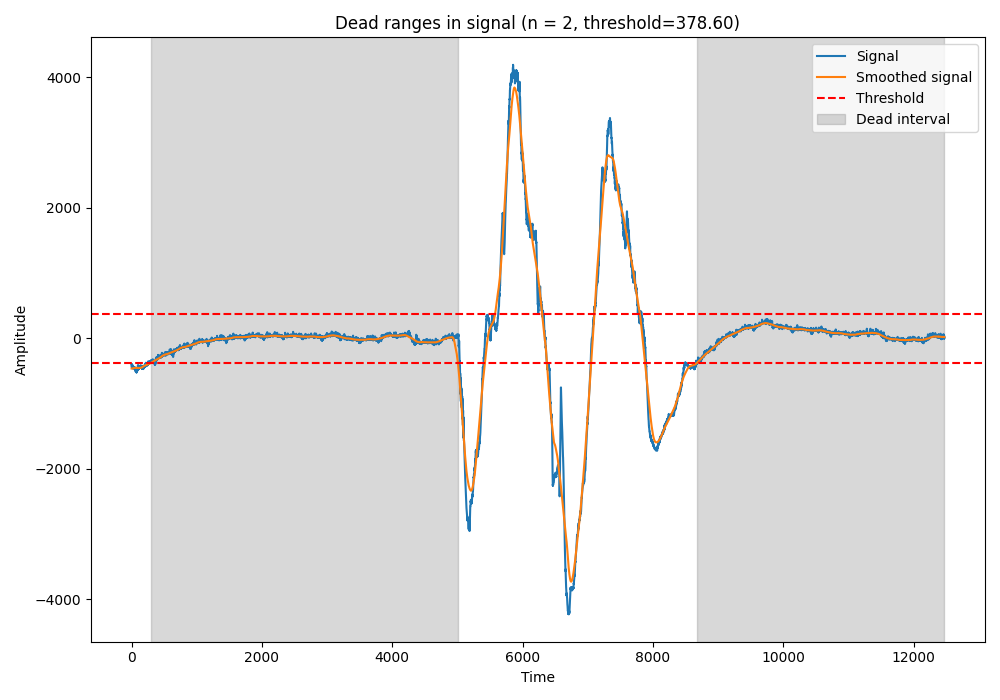 Dead ranges in signal (n = 2, threshold=378.60)
Signal
Smoothed signal
Threshold
Dead interval
4000
2000
0
−2000
−4000
Amplitude
0 2000 4000 6000 8000 10000 12000
Time